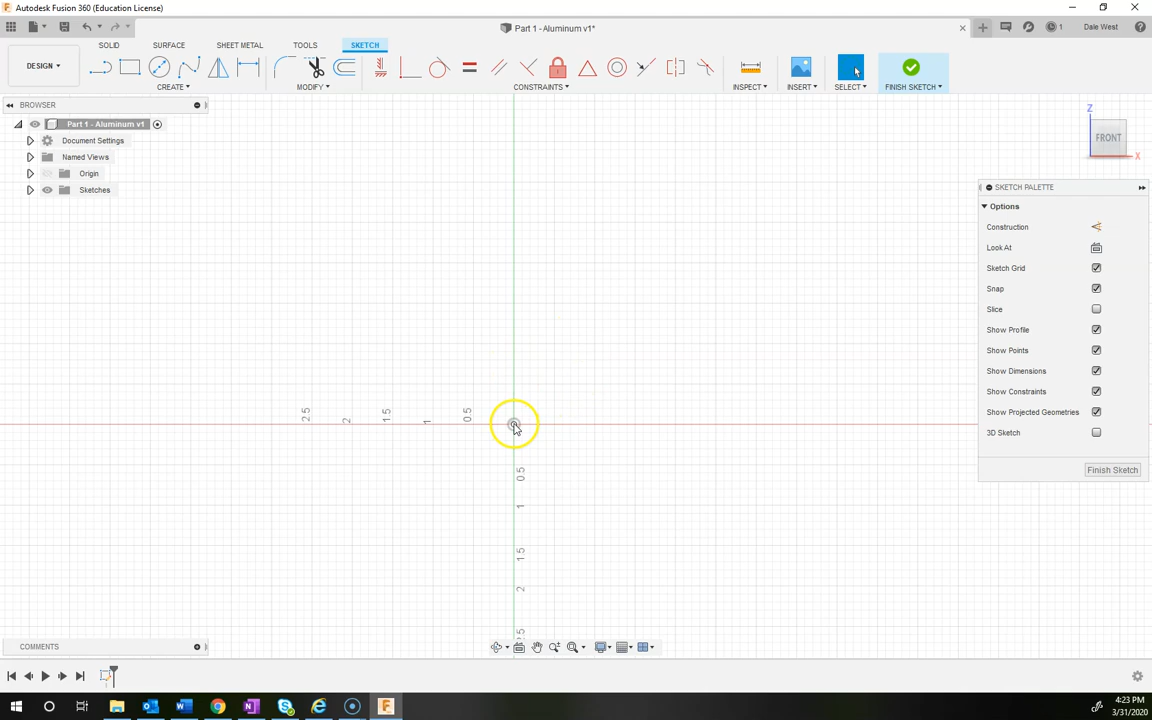 Autodesk Fusion 360 (Education License)
Part 1 - Aluminum v1*
1
Dale West
DESIGN
SOLID
SURFACE
SHEET METAL
TOOLS
SKETCH
CREATE
MODIFY
CONSTRAINTS
INSPECT
INSERT
SELECT
FINISH SKETCH
BROWSER
Part 1 - Aluminum v1
Document Settings
Named Views
Origin
Sketches
Z
FRONT
X
SKETCH PALETTE
Options
Construction
Look At
Sketch Grid
Snap
Slice
Show Profile
Show Points
Show Dimensions
Show Constraints
Show Projected Geometries
3D Sketch
Finish Sketch
2.5
2
1.5
1
0.5
0.5
1
1.5
2
2.5
COMMENTS
4:23 PM
3/31/2020